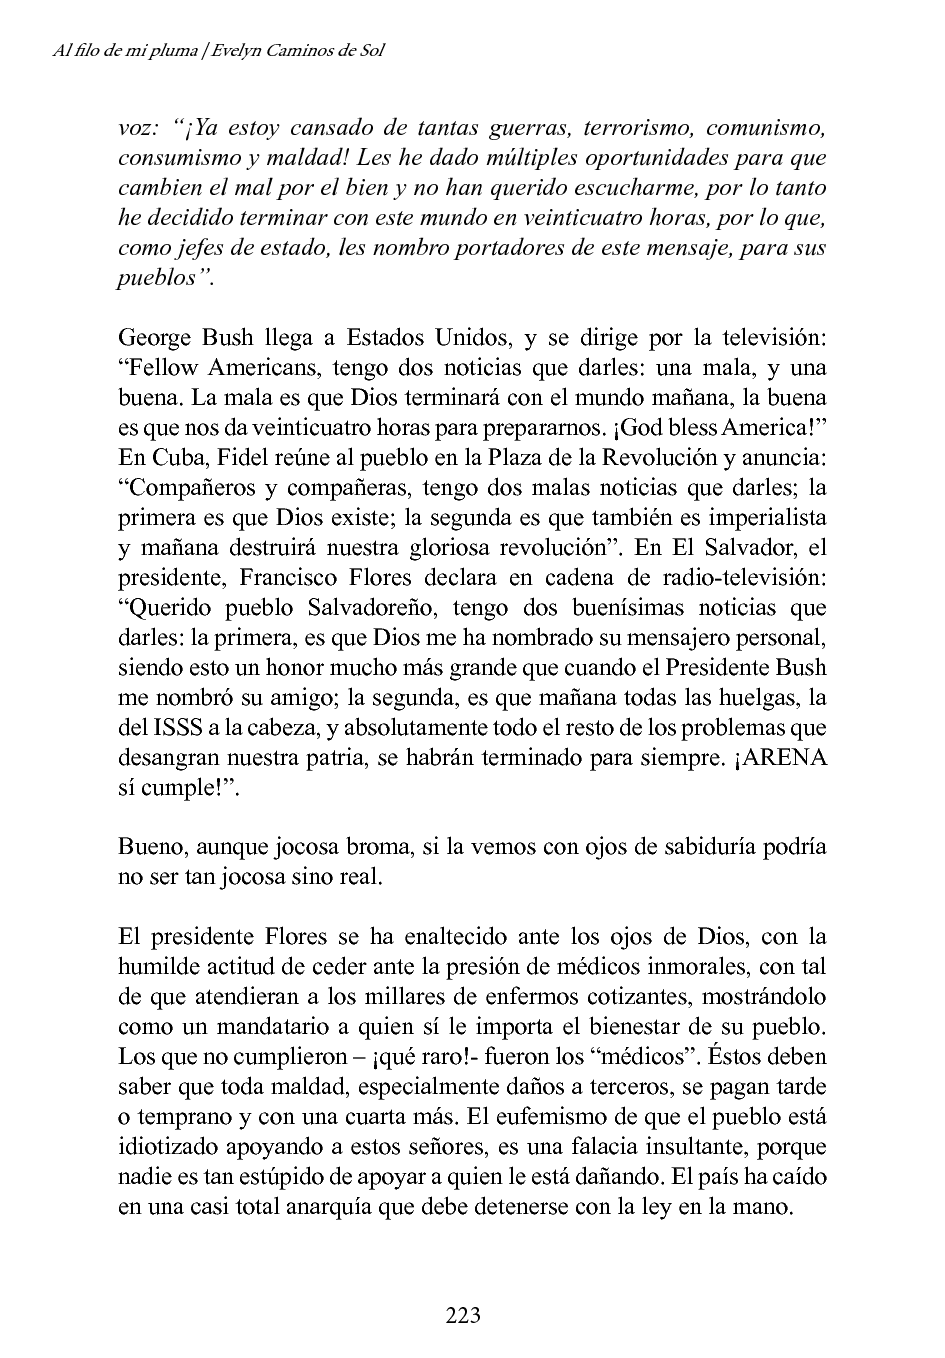 Al filo de mi pluma / Evelyn Caminos de Sol
voz: “¡Ya estoy cansado de tantas guerras, terrorismo, comunismo,
consumismo y maldad! Les he dado múltiples oportunidades para que
cambien el mal por el bien y no han querido escucharme, por lo tanto
he decidido terminar con este mundo en veinticuatro horas, por lo que,
como jefes de estado, les nombro portadores de este mensaje, para sus
pueblos”.
George Bush llega a Estados Unidos, y se dirige por la televisión:
“Fellow Americans, tengo dos noticias que darles: una mala, y una
buena. La mala es que Dios terminará con el mundo mañana, la buena
es que nos da veinticuatro horas para prepararnos. ¡God bless America!”
En Cuba, Fidel reúne al pueblo en la Plaza de la Revolución y anuncia:
“Compañeros y compañeras, tengo dos malas noticias que darles; la
primera es que Dios existe; la segunda es que también es imperialista
y mañana destruirá nuestra gloriosa revolución”. En El Salvador, el
presidente, Francisco Flores declara en cadena de radio-televisión:
“Querido pueblo Salvadoreño, tengo dos buenísimas noticias que
darles: la primera, es que Dios me ha nombrado su mensajero personal,
siendo esto un honor mucho más grande que cuando el Presidente Bush
me nombró su amigo; la segunda, es que mañana todas las huelgas, la
del ISSS a la cabeza, y absolutamente todo el resto de los problemas que
desangran nuestra patria, se habrán terminado para siempre. ¡ARENA
sí cumple!”.
Bueno, aunque jocosa broma, si la vemos con ojos de sabiduría podría
no ser tan jocosa sino real.
El presidente Flores se ha enaltecido ante los ojos de Dios, con la
humilde actitud de ceder ante la presión de médicos inmorales, con tal
de que atendieran a los millares de enfermos cotizantes, mostrándolo
como un mandatario a quien sí le importa el bienestar de su pueblo.
Los que no cumplieron – ¡qué raro!- fueron los “médicos”. Éstos deben
saber que toda maldad, especialmente daños a terceros, se pagan tarde
o temprano y con una cuarta más. El eufemismo de que el pueblo está
idiotizado apoyando a estos señores, es una falacia insultante, porque
nadie es tan estúpido de apoyar a quien le está dañando. El país ha caído
en una casi total anarquía que debe detenerse con la ley en la mano.
223